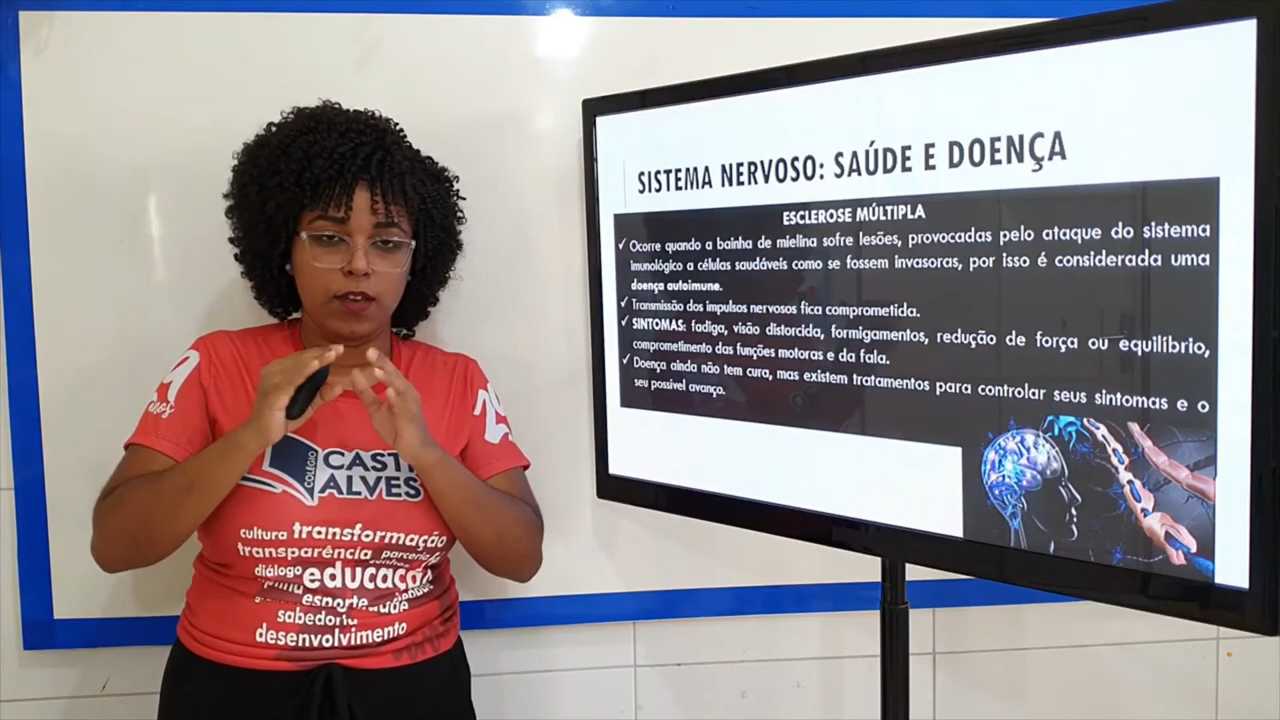 SISTEMA NERVOSO: SAÚDE E DOENÇA
ESCLEROSE MÚLTIPLA
✓ Ocorre quando a bainha de mielina sofre lesões, provocadas pelo ataque do sistema
imunológico a células saudáveis como se fossem invasoras, por isso é considerada uma
doença autoimune.
✓ Transmissão dos impulsos nervosos fica comprometida.
✓ SINTOMAS: fadiga, visão distorcida, formigamentos, redução de força ou equilíbrio,
comprometimento das funções motoras e da fala.
✓ Doença ainda não tem cura, mas existem tratamentos para controlar seus sintomas e o
seu possível avanço.
anos
COLÉGIO
ALVES
cultura transformação
transparência
diálogo educação
esporte
sabedoria
desenvolvimento